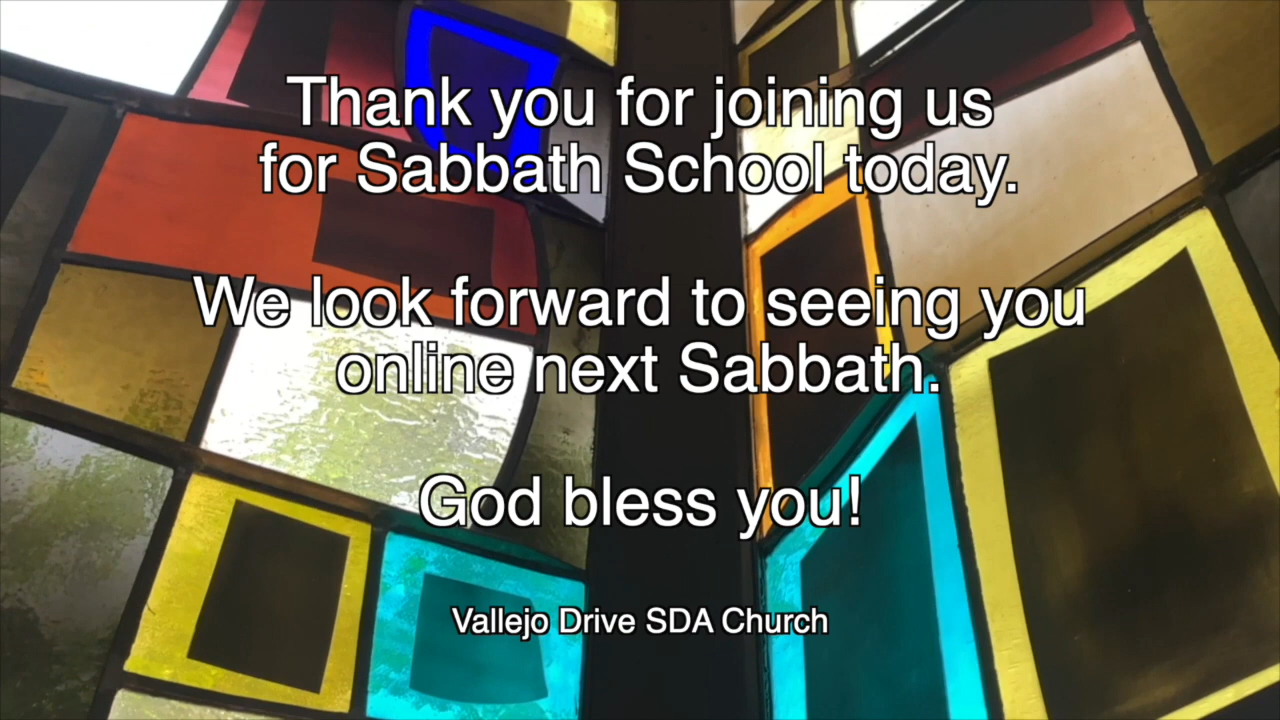 Thank you for joining us
for Sabbath School today.
We look forward to seeing you
online next Sabbath.
God bless you!
Vallejo Drive SDA Church